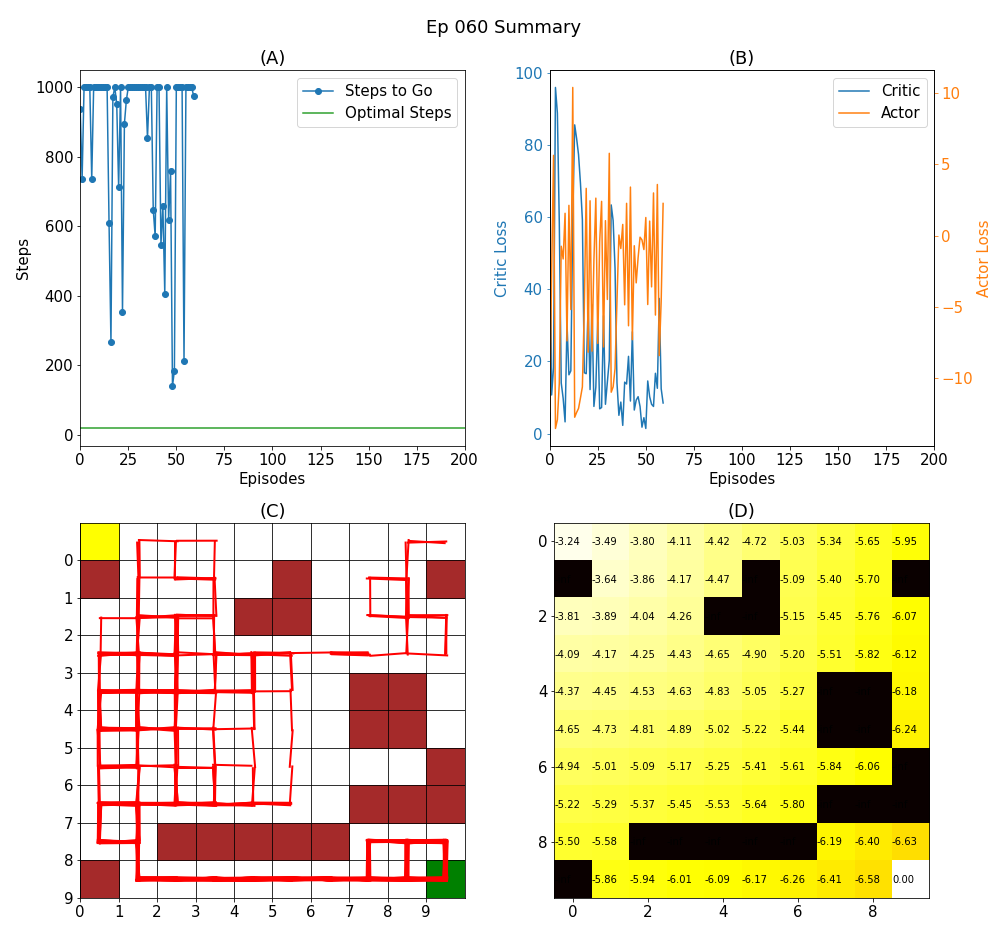 Ep 060 Summary
(A)
1000
800
600
400
200
0
Steps
0 25 50 75 100 125 150 175 200
Episodes
Steps to Go
Optimal Steps
(B)
100
80
60
40
20
0
Critic Loss
10
5
0
−5
−10
Actor Loss
0 25 50 75 100 125 150 175 200
Episodes
Critic
Actor
(C)
0
1
2
3
4
5
6
7
8
9
0 1 2 3 4 5 6 7 8 9
(D)
0 -3.24 -3.49 -3.80 -4.11 -4.42 -4.72 -5.03 -5.34 -5.65 -5.95
-3.64 -3.86 -4.17 -4.47 -5.09 -5.40 -5.70
2 -3.81 -3.89 -4.04 -4.26 -5.15 -5.45 -5.76 -6.07
-4.09 -4.17 -4.25 -4.43 -4.65 -4.90 -5.20 -5.51 -5.82 -6.12
4 -4.37 -4.45 -4.53 -4.63 -4.83 -5.05 -5.27 -6.18
-4.65 -4.73 -4.81 -4.89 -5.02 -5.22 -5.44 -6.24
6 -4.94 -5.01 -5.09 -5.17 -5.25 -5.41 -5.61 -5.84 -6.06
-5.22 -5.29 -5.37 -5.45 -5.53 -5.64 -5.80
8 -5.50 -5.58 -6.19 -6.40 -6.63
-5.86 -5.94 -6.01 -6.09 -6.17 -6.26 -6.41 -6.58 0.00
0 2 4 6 8